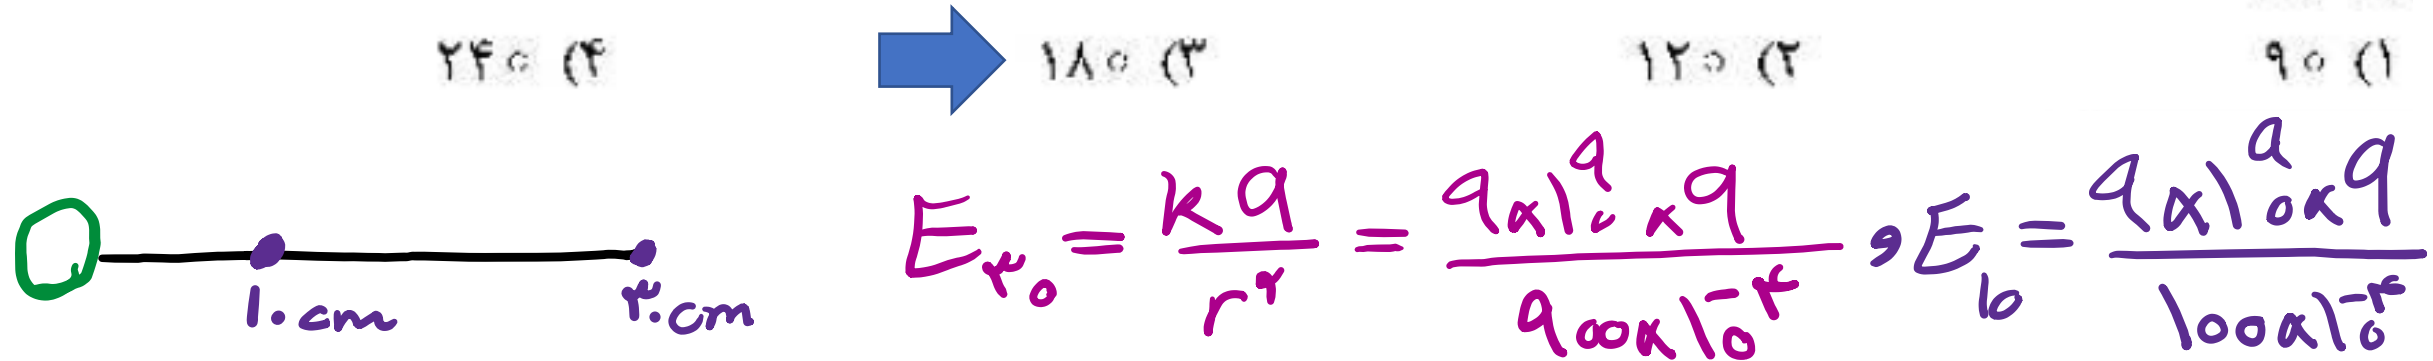 ۱) ۹۰ ۲) ۱۲۰ ۳) ۱۸۰ ۴) ۲۴۰
E۳۰ = kq / r۲ = ۹×۱۰۹×q / ۹۰۰×۱۰-۴ , E۱۰ = ۹×۱۰۹×q / ۱۰۰×۱۰-۴
۱۰cm ۳۰cm